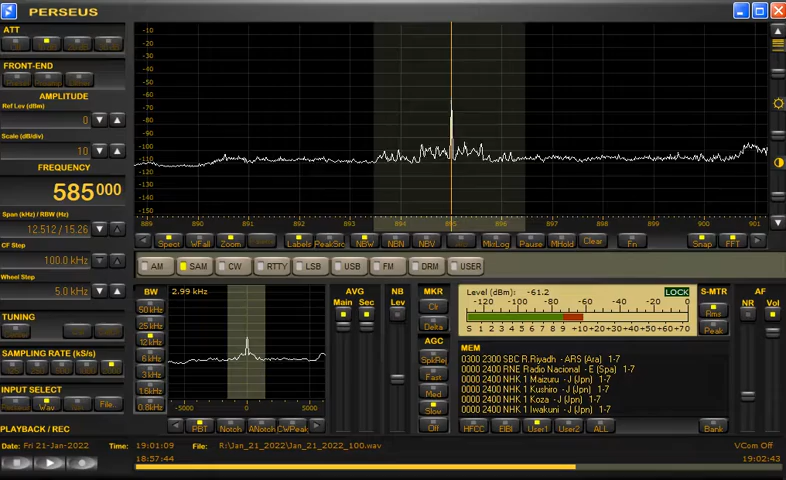 PERSEUS
ATT
FRONT-END
AMPLITUDE
Ref Lev (dBm)
0
Scale (dB/div)
10
FREQUENCY
585000
Span (kHz) / RBW (Hz)
12.512 / 15.26
CF Step
100.0 kHz
Wheel Step
5.0 kHz
TUNING
SAMPLING RATE (kS/s)
INPUT SELECT
Wav File
PLAYBACK / REC
-10
-20
-30
-40
-50
-60
-70
-80
-90
-100
-110
-120
-130
-140
-150
889 890 891 892 893 894 895 896 897 898 899 900 901
Spect WFall Zoom Labels PeakSrc NBW NBN NBV MkrLog Pause MHold Clear Fn Snap FFT
AM SAM CW RTTY LSB USB FM DRM USER
BW
50 kHz
25 kHz
12 kHz
6 kHz
3 kHz
1.6kHz
0.8kHz
2.99 kHz
-5000 0 5000
PBT Notch ANotch CWPeak
AVG
Main Sec
NB
Lev
MKR
Clr
Delta
AGC
SpkRej
Fast
Med
Slow
Off
Level (dBm): -61.2 LOCK
-120 -100 -80 -60 -40 -20 0
S 1 2 3 4 5 6 7 8 9 +10 +20 +30 +40 +50 +60 +70
S-MTR
Rms
Peak
AF
NR Vol
MEM
0300 2300 SBC R.Riyadh - ARS (Ara) 1-7
0000 2400 RNE Radio Nacional - E (Spa) 1-7
0000 2400 NHK 1 Maizuru - J (Jpn) 1-7
0000 2400 NHK 1 Kushiro - J (Jpn) 1-7
0000 2400 NHK 1 Koza - J (Jpn) 1-7
0000 2400 NHK 1 Iwakuni - J (Jpn) 1-7
HFCC EIBI User1 User2 ALL Bank
Date: Fri 21-Jan-2022 Time: 19:01:09 File: R:\Jan_21_2022\Jan_21_2022_100.wav VCom Off
18:57:44 19:02:43